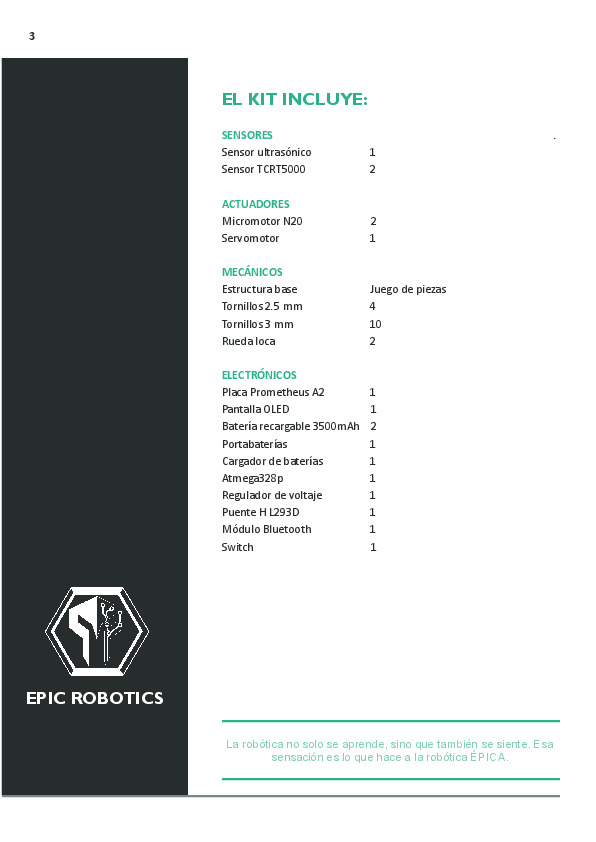 3
EL KIT INCLUYE:
SENSORES .
Sensor ultrasónico 1
Sensor TCRT5000 2
ACTUADORES
Micromotor N20 2
Servomotor 1
MECÁNICOS
Estructura base Juego de piezas
Tornillos 2.5 mm 4
Tornillos 3 mm 10
Rueda loca 2
ELECTRÓNICOS
Placa Prometheus A2 1
Pantalla OLED 1
Batería recargable 3500mAh 2
Portabaterías 1
Cargador de baterías 1
Atmega328p 1
Regulador de voltaje 1
Puente H L293D 1
Módulo Bluetooth 1
Switch 1
EPIC ROBOTICS
La robótica no solo se aprende, sino que también se siente. Esa
sensación es lo que hace a la robótica ÉPICA.